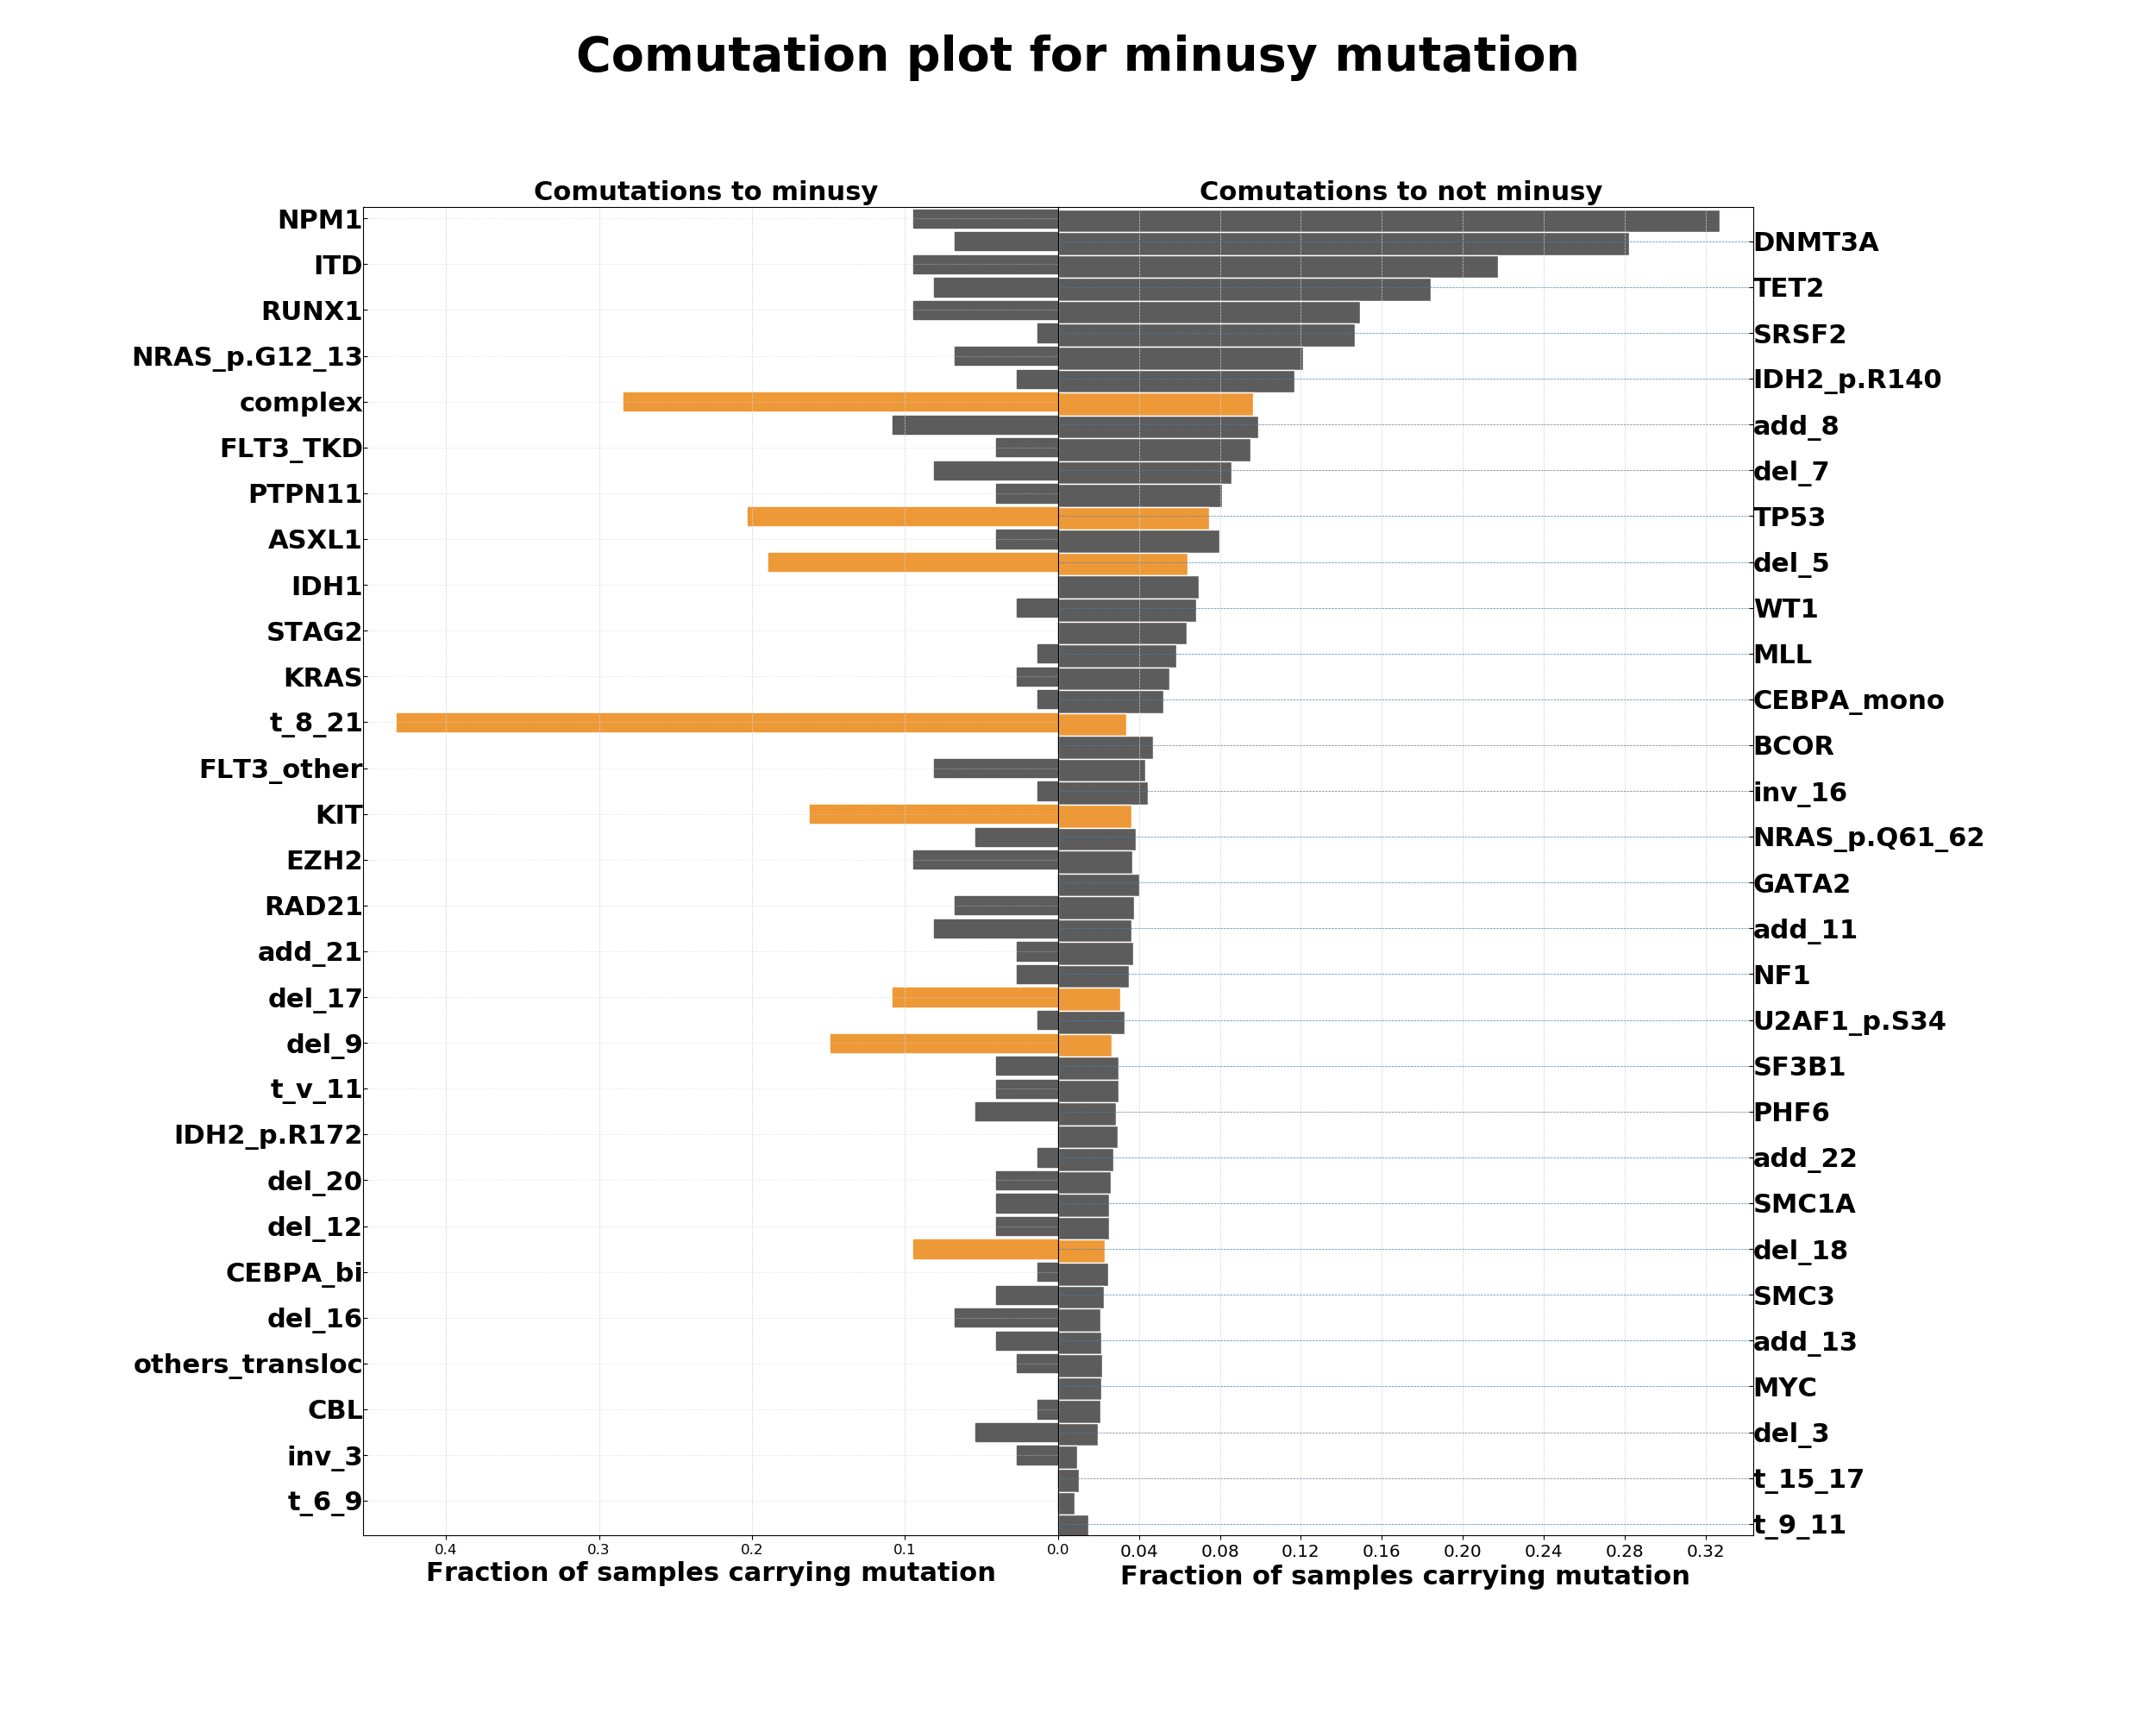 Comutation plot for minusy mutation
Comutations to minusy
Comutations to not minusy
NPM1
DNMT3A
ITD
TET2
RUNX1
SRSF2
NRAS_p.G12_13
IDH2_p.R140
complex
add_8
FLT3_TKD
del_7
PTPN11
TP53
ASXL1
del_5
IDH1
WT1
STAG2
MLL
KRAS
CEBPA_mono
t_8_21
BCOR
FLT3_other
inv_16
KIT
NRAS_p.Q61_62
EZH2
GATA2
RAD21
add_11
add_21
NF1
del_17
U2AF1_p.S34
del_9
SF3B1
t_v_11
PHF6
IDH2_p.R172
add_22
del_20
SMC1A
del_12
del_18
CEBPA_bi
SMC3
del_16
add_13
others_transloc
MYC
CBL
del_3
inv_3
t_15_17
t_6_9
t_9_11
0.4 0.3 0.2 0.1 0.0 0.04 0.08 0.12 0.16 0.20 0.24 0.28 0.32
Fraction of samples carrying mutation
Fraction of samples carrying mutation